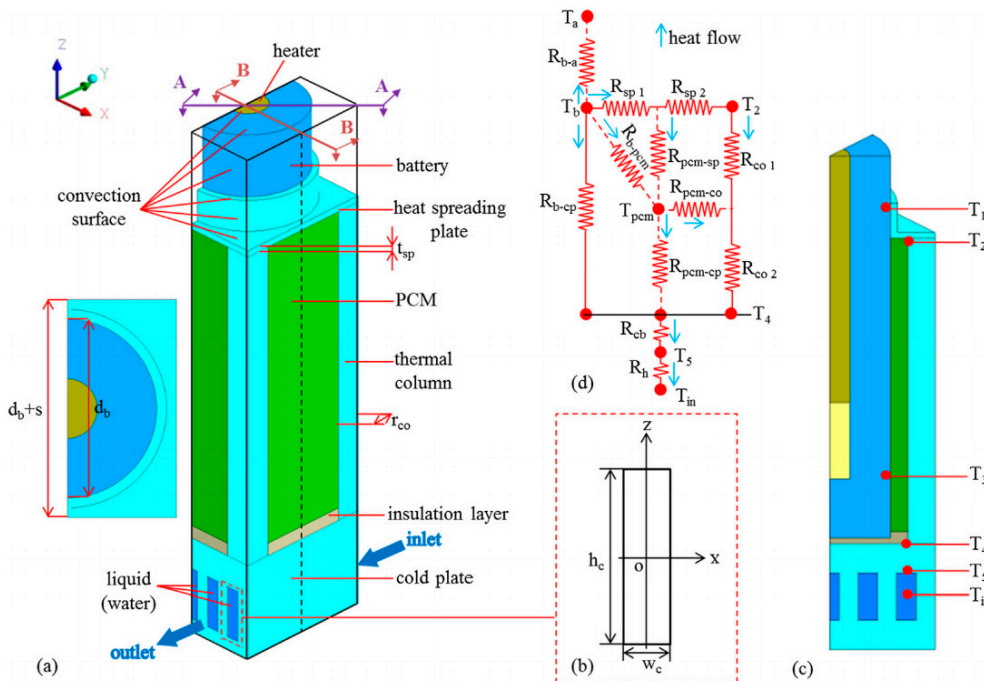 Z
Y
X
heater
A
B
A
B
battery
convection
surface
heat spreading
plate
t_sp
PCM
thermal
column
d_b+s
d_b
r_co
insulation layer
inlet
cold plate
liquid
(water)
outlet
(a)
T_a
heat flow
R_b-a
R_sp 1
R_sp 2
T_b
T_2
R_b-pcm
R_pcm-sp
R_co 1
R_pcm-co
R_b-cp
T_pcm
R_pcm-cp
R_co 2
T_4
R_cb
T_5
R_h
(d)
T_in
z
h_c
o
x
w_c
(b)
T_1
T_2
T_3
(c)